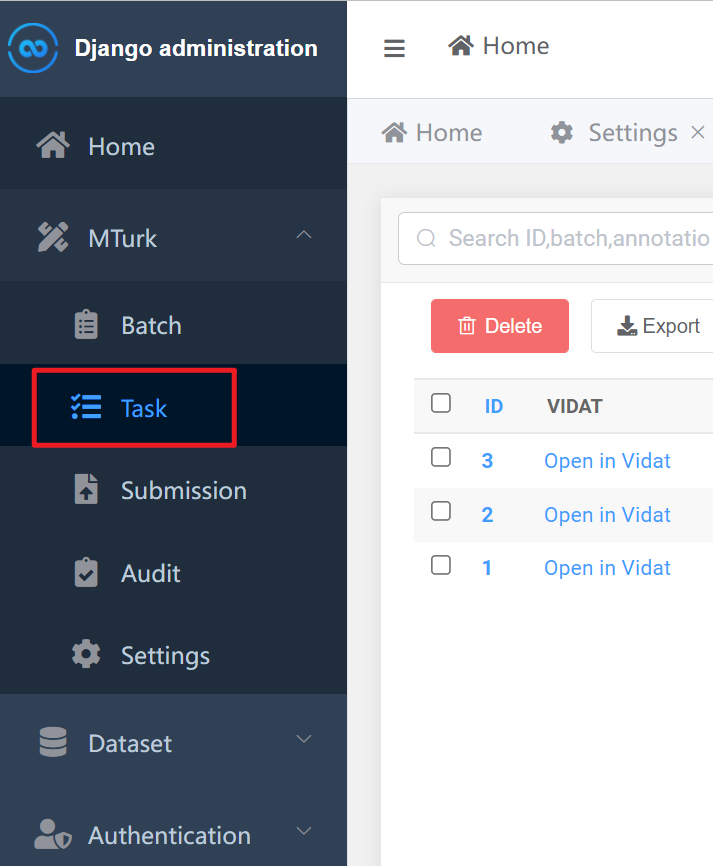 Django administration
Home
MTurk
Batch
Task
Submission
Audit
Settings
Dataset
Authentication
Home
Home
Settings
Search ID,batch,annotatio
Delete
Export
ID VIDAT
3 Open in Vidat
2 Open in Vidat
1 Open in Vidat